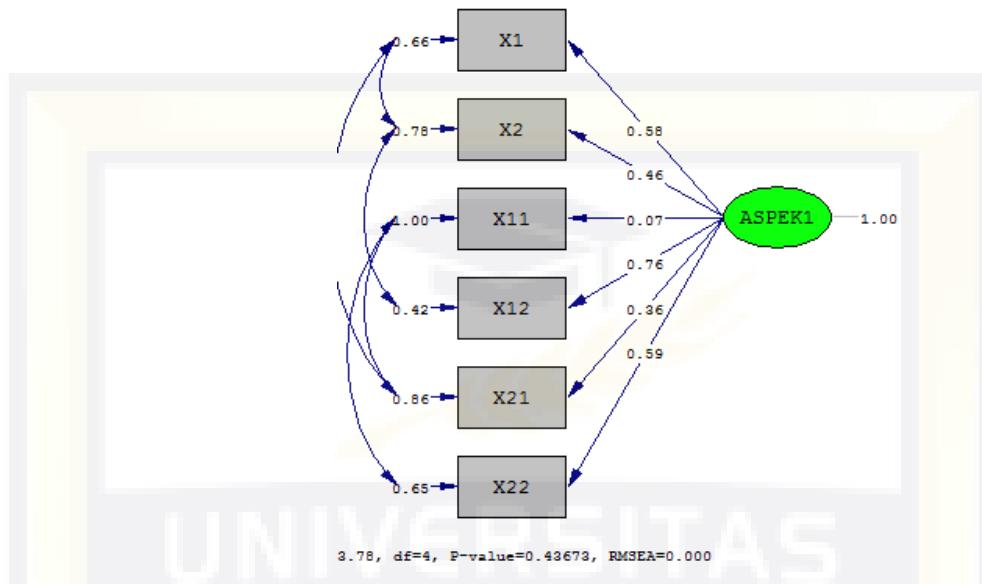 0.66 X1
0.58
0.78 X2
0.46
1.00 X11 0.07 ASPEK1 1.00
0.76
0.42 X12 0.36
0.59
0.86 X21
0.65 X22
UNIVERSITAS
3.78, df=4, P-value=0.43673, RMSEA=0.000